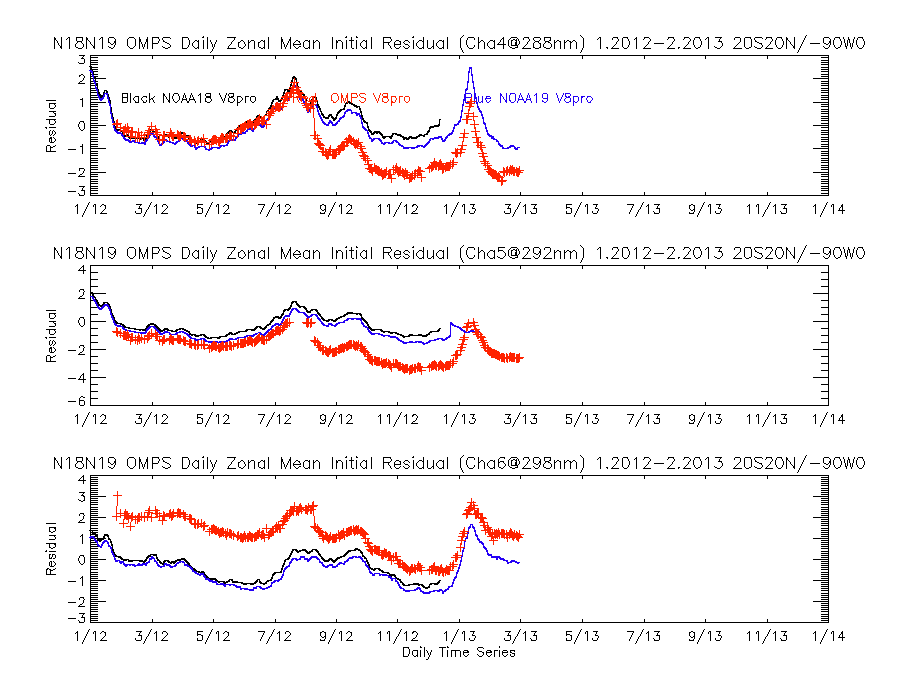 N18N19 OMPS Daily Zonal Mean Initial Residual (Cha4@288nm) 1.2012-2.2013 20S20N/-90W0
3
2
1
0
-1
-2
-3
Residual
Black NOAA18 V8pro Red OMPS V8pro Blue NOAA19 V8pro
1/12 3/12 5/12 7/12 9/12 11/12 1/13 3/13 5/13 7/13 9/13 11/13 1/14
N18N19 OMPS Daily Zonal Mean Initial Residual (Cha5@292nm) 1.2012-2.2013 20S20N/-90W0
4
2
0
-2
-4
-6
Residual
1/12 3/12 5/12 7/12 9/12 11/12 1/13 3/13 5/13 7/13 9/13 11/13 1/14
N18N19 OMPS Daily Zonal Mean Initial Residual (Cha6@298nm) 1.2012-2.2013 20S20N/-90W0
4
3
2
1
0
-1
-2
-3
Residual
1/12 3/12 5/12 7/12 9/12 11/12 1/13 3/13 5/13 7/13 9/13 11/13 1/14
Daily Time Series